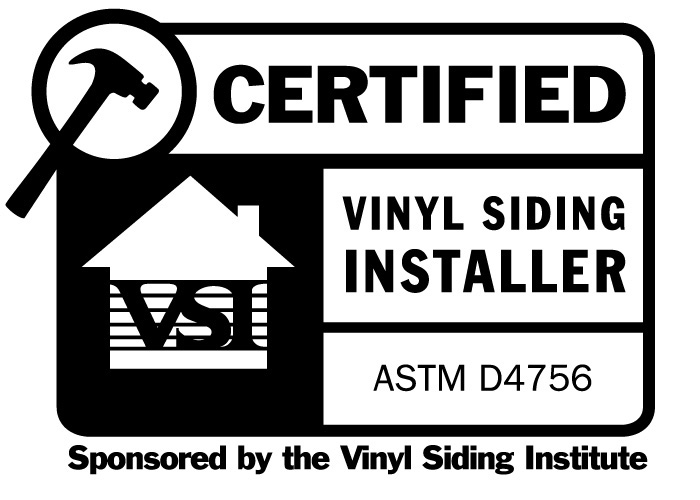 CERTIFIED
VINYL SIDING
INSTALLER
VSI
ASTM D4756
Sponsored by the Vinyl Siding Institute